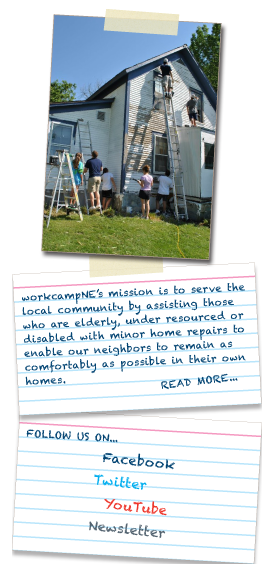 workcampNE's mission is to serve the
local community by assisting those
who are elderly, under resourced or
disabled with minor home repairs to
enable our neighbors to remain as
comfortably as possible in their own
homes.
READ MORE...
FOLLOW US ON...
Facebook
Twitter
YouTube
Newsletter